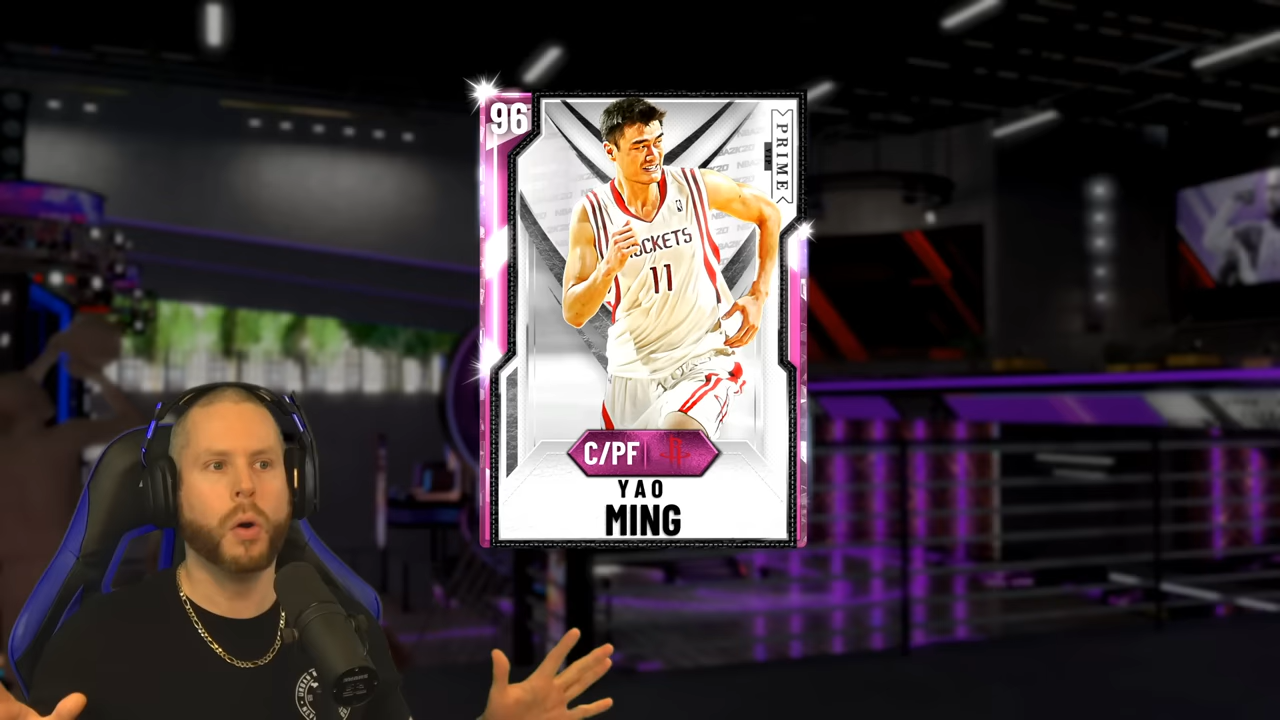 96
PRIME
ROCKETS
11
C/PF
YAO
MING